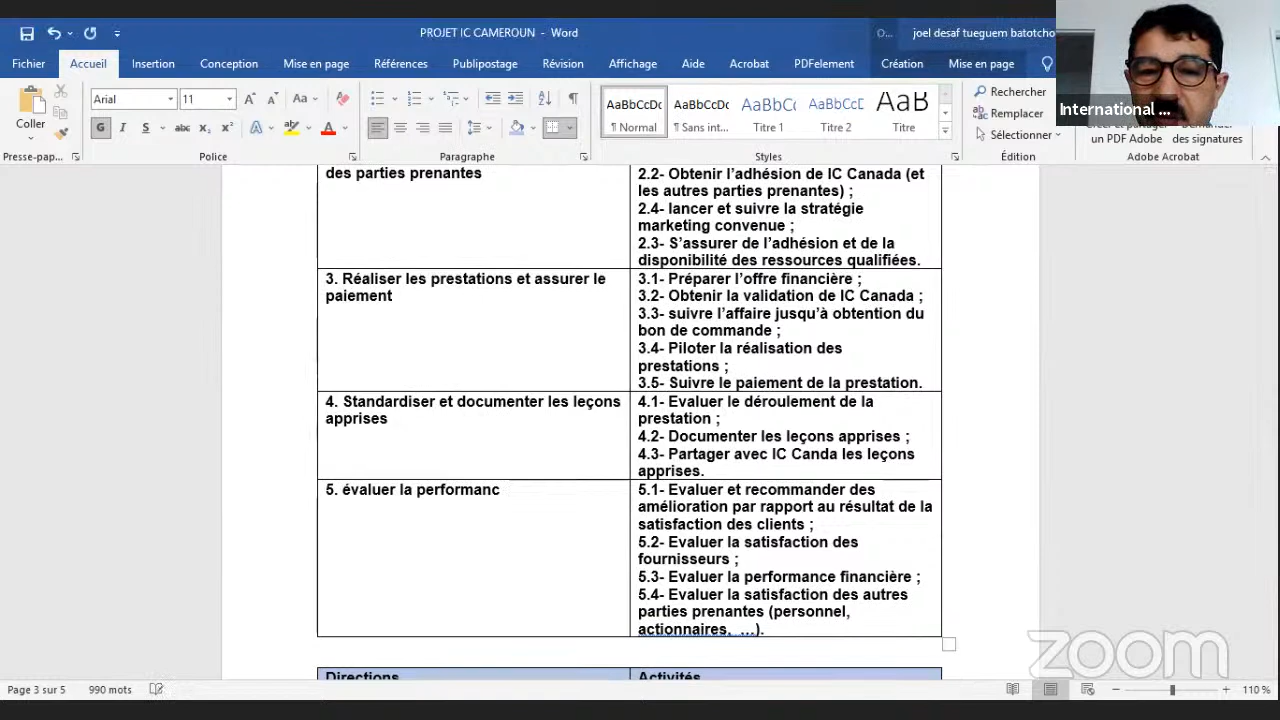 PROJET IC CAMEROUN - Word
O...
joel desaf tueguem batotcho
Fichier
Accueil
Insertion
Conception
Mise en page
Références
Publipostage
Révision
Affichage
Aide
Acrobat
PDFelement
Création
Mise en page
International ...
Coller
Arial
11
Aa
G
I
S
abc
AaBbCcDc
AaBbCcDc
AaBbC(
AaBbCcD
AaB
¶ Normal
¶ Sans int...
Titre 1
Titre 2
Titre
Rechercher
Remplacer
Sélectionner
un PDF Adobe
des signatures
Presse-pap...
Police
Paragraphe
Styles
Édition
Adobe Acrobat
des parties prenantes
2.2- Obtenir l’adhésion de IC Canada (et
les autres parties prenantes) ;
2.4- lancer et suivre la stratégie
marketing convenue ;
2.3- S’assurer de l’adhésion et de la
disponibilité des ressources qualifiées.
3. Réaliser les prestations et assurer le
paiement
3.1- Préparer l’offre financière ;
3.2- Obtenir la validation de IC Canada ;
3.3- suivre l’affaire jusqu’à obtention du
bon de commande ;
3.4- Piloter la réalisation des
prestations ;
3.5- Suivre le paiement de la prestation.
4. Standardiser et documenter les leçons
apprises
4.1- Evaluer le déroulement de la
prestation ;
4.2- Documenter les leçons apprises ;
4.3- Partager avec IC Canda les leçons
apprises.
5. évaluer la performanc
5.1- Evaluer et recommander des
amélioration par rapport au résultat de la
satisfaction des clients ;
5.2- Evaluer la satisfaction des
fournisseurs ;
5.3- Evaluer la performance financière ;
5.4- Evaluer la satisfaction des autres
parties prenantes (personnel,
actionnaires, ...).
Directions
Activités
zoom
Page 3 sur 5
990 mots
110 %